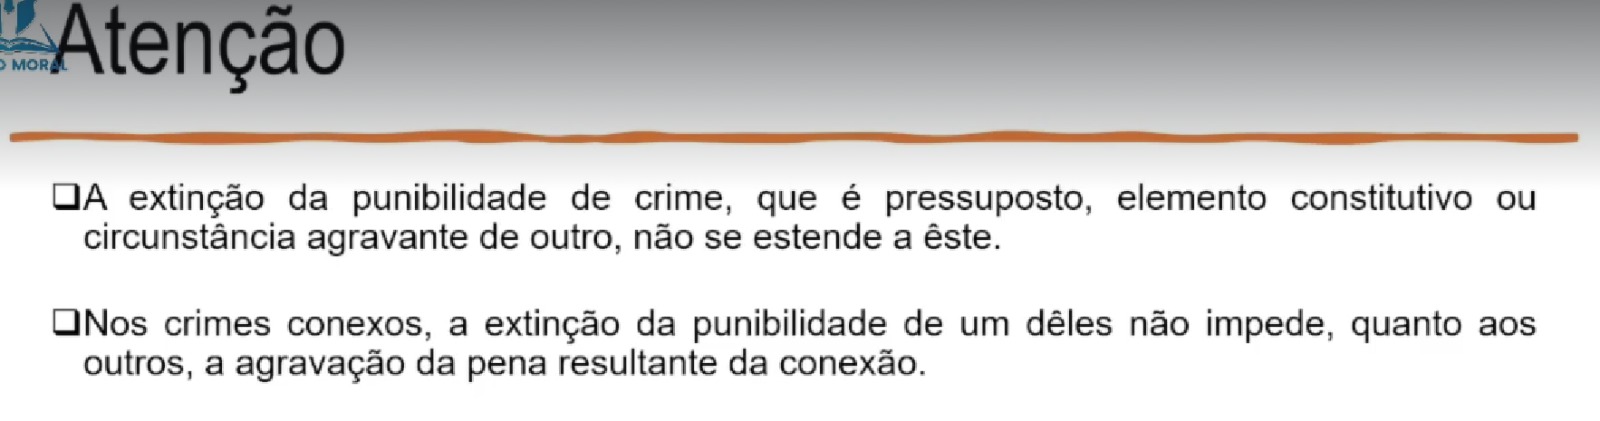 Atenção
O MORAL
❑A extinção da punibilidade de crime, que é pressuposto, elemento constitutivo ou
circunstância agravante de outro, não se estende a êste.
❑Nos crimes conexos, a extinção da punibilidade de um dêles não impede, quanto aos
outros, a agravação da pena resultante da conexão.